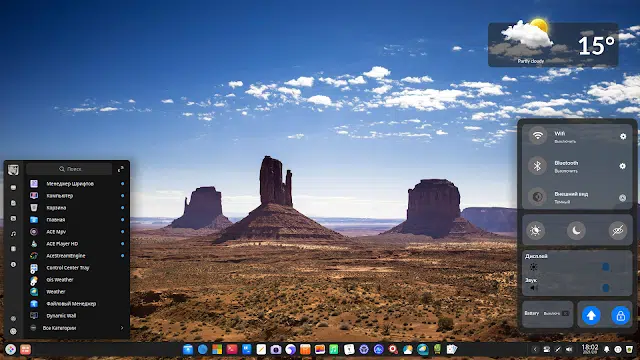 15°
Partly cloudy
Поиск
Менеджер Шрифтов
Компьютер
Корзина
Главная
ACE Mpv
ACE Player HD
AceStreamEngine
Control Center Tray
Gis Weather
Weather
Файловый Менеджер
Dynamic Wall
Все Категории
Wifi
Выключить
Bluetooth
Выключить
Внешний вид
Темный
Дисплей
Звук
Battery
18:02